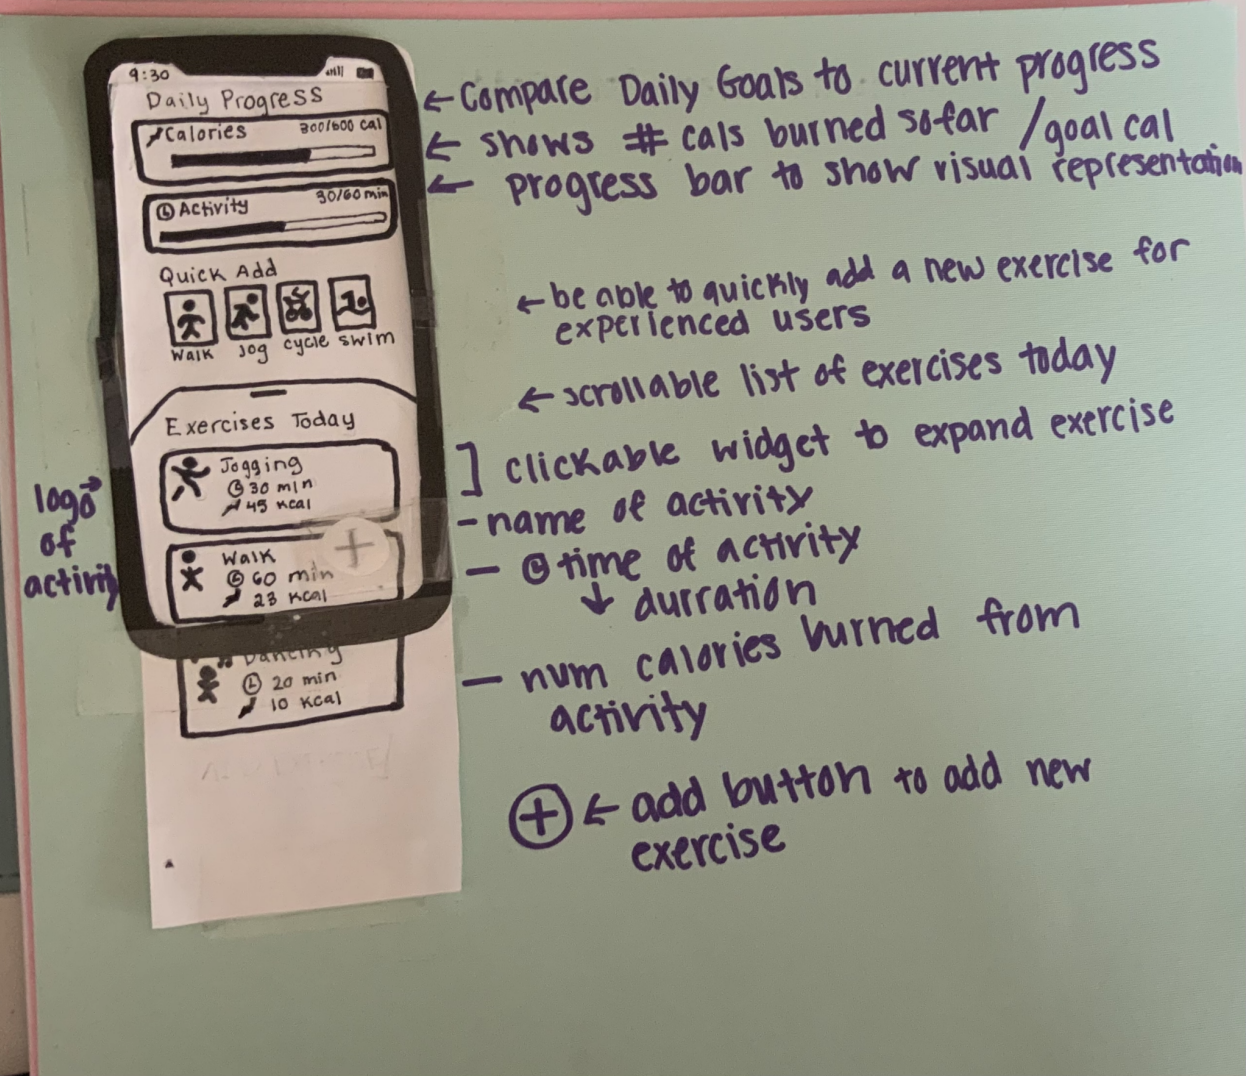 9:30
Daily Progress
Calories 300/500 cal
Activity 30/60 min
Quick Add
Walk Jog cycle swim
Exercises Today
Jogging
30 min
45 Kcal
Walk
60 min
23 Kcal
Dancing
20 min
10 Kcal
logo
of
activity
← Compare Daily Goals to current progress
← shows # cals burned so far / goal cal
← progress bar to show visual representation
← be able to quickly add a new exercise for
experienced users
← scrollable list of exercises today
] clickable widget to expand exercise
- name of activity
- time of activity
↓ durration
- num calories burned from
activity
+ ← add button to add new
exercise